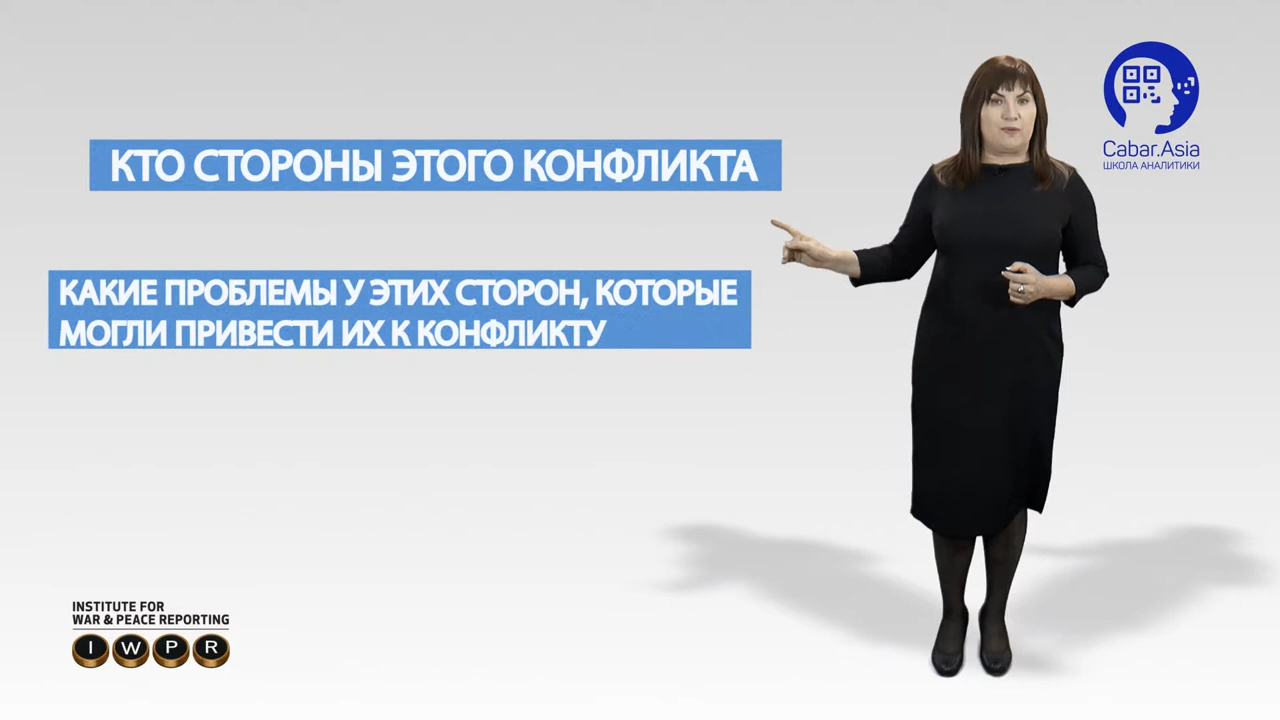 КТО СТОРОНЫ ЭТОГО КОНФЛИКТА
КАКИЕ ПРОБЛЕМЫ У ЭТИХ СТОРОН, КОТОРЫЕ
МОГЛИ ПРИВЕСТИ ИХ К КОНФЛИКТУ
Cabar.Asia
ШКОЛА АНАЛИТИКИ
INSTITUTE FOR
WAR & PEACE REPORTING
I W P R